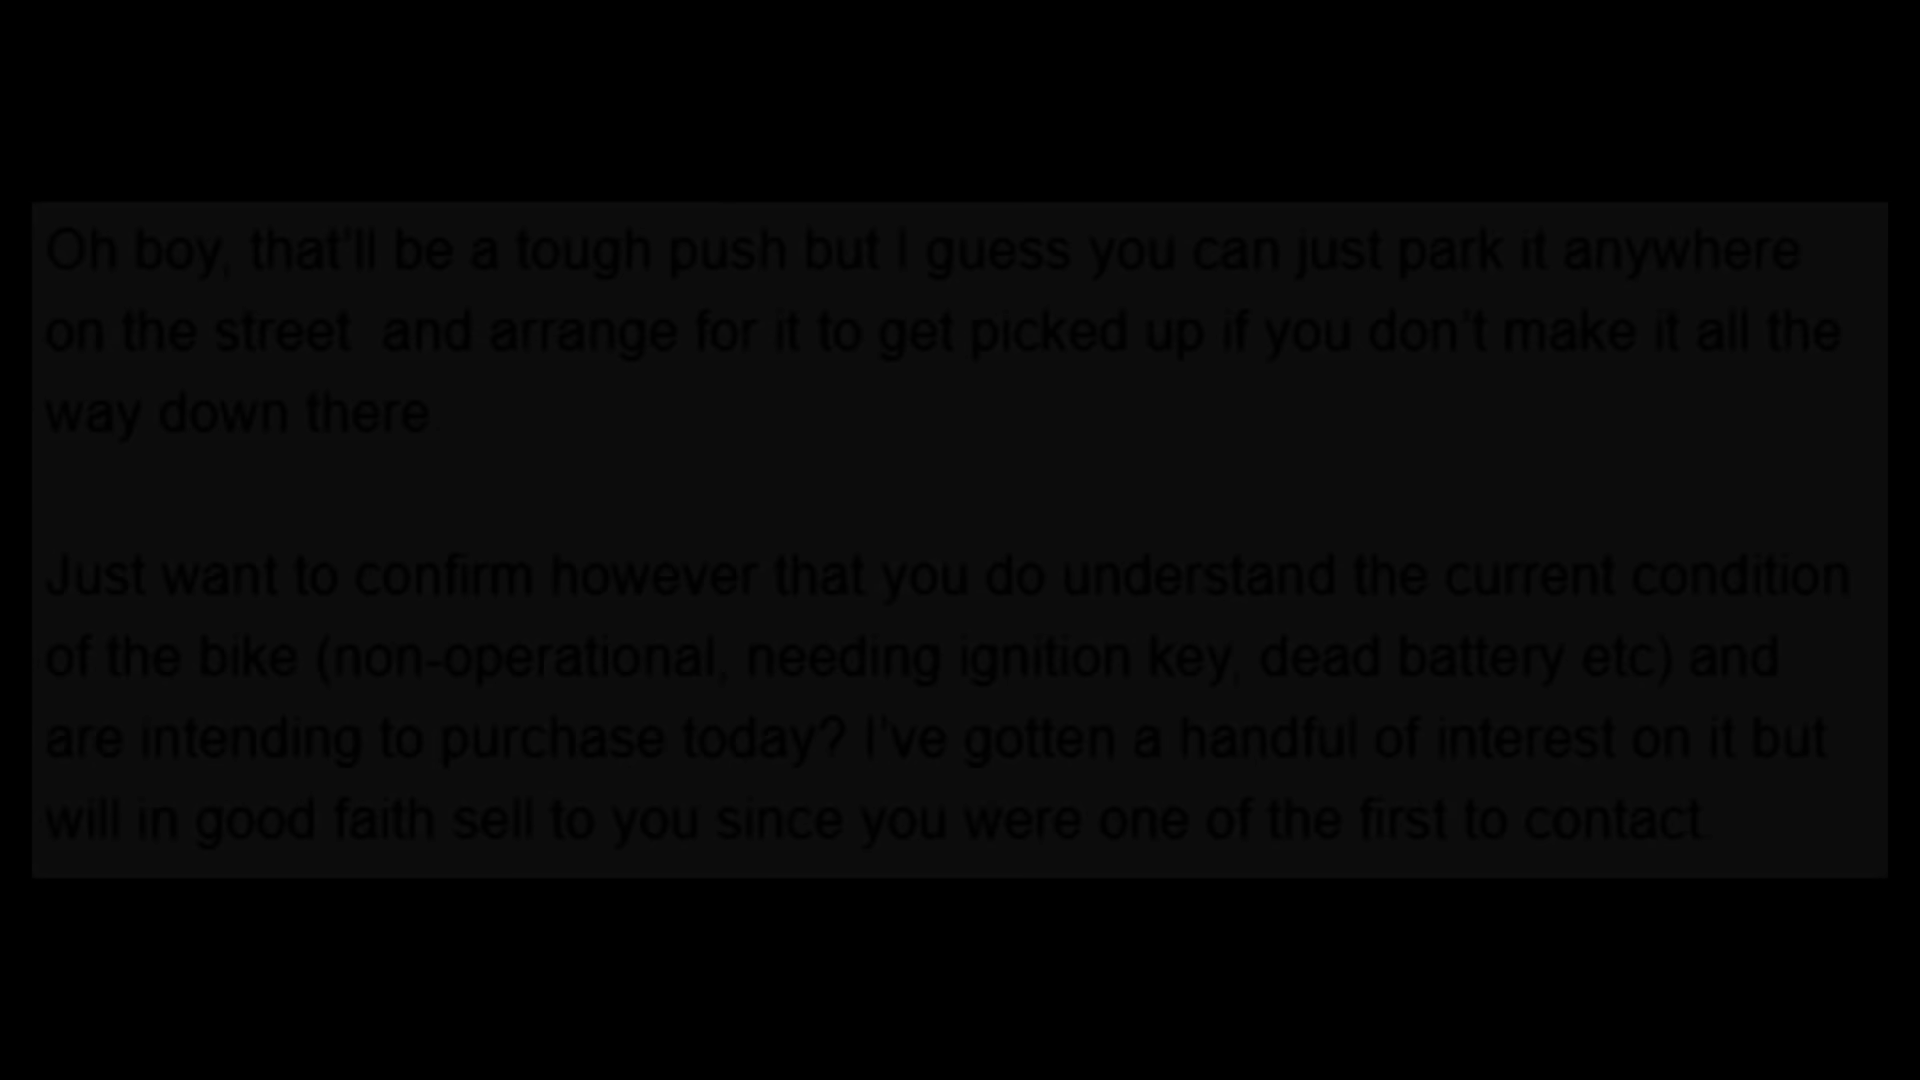 Oh boy, that'll be a tough push but I guess you can just park it anywhere
on the street  and arrange for it to get picked up if you don't make it all the
way down there.
Just want to confirm however that you do understand the current condition
of the bike (non-operational, needing ignition key, dead battery etc) and
are intending to purchase today? I've gotten a handful of interest on it but
will in good faith sell to you since you were one of the first to contact.